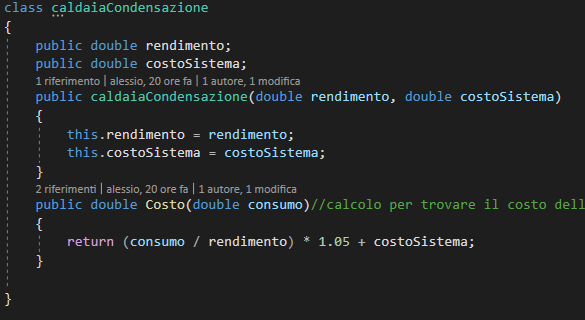 class caldaiaCondensazione
{
public double rendimento;
public double costoSistema;
1 riferimento | alessio, 20 ore fa | 1 autore, 1 modifica
public caldaiaCondensazione(double rendimento, double costoSistema)
{
this.rendimento = rendimento;
this.costoSistema = costoSistema;
}
2 riferimenti | alessio, 20 ore fa | 1 autore, 1 modifica
public double Costo(double consumo)//calcolo per trovare il costo dell
{
return (consumo / rendimento) * 1.05 + costoSistema;
}
}